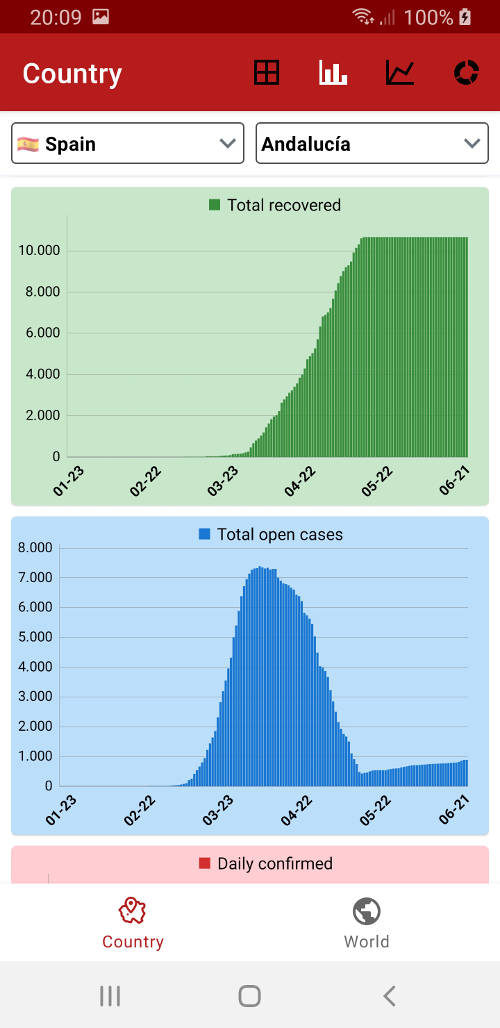 20:09 100%
Country
Spain Andalucía
Total recovered
10.000
8.000
6.000
4.000
2.000
0
01-23 02-22 03-23 04-22 05-22 06-21
Total open cases
8.000
7.000
6.000
5.000
4.000
3.000
2.000
1.000
0
01-23 02-22 03-23 04-22 05-22 06-21
Daily confirmed
Country World